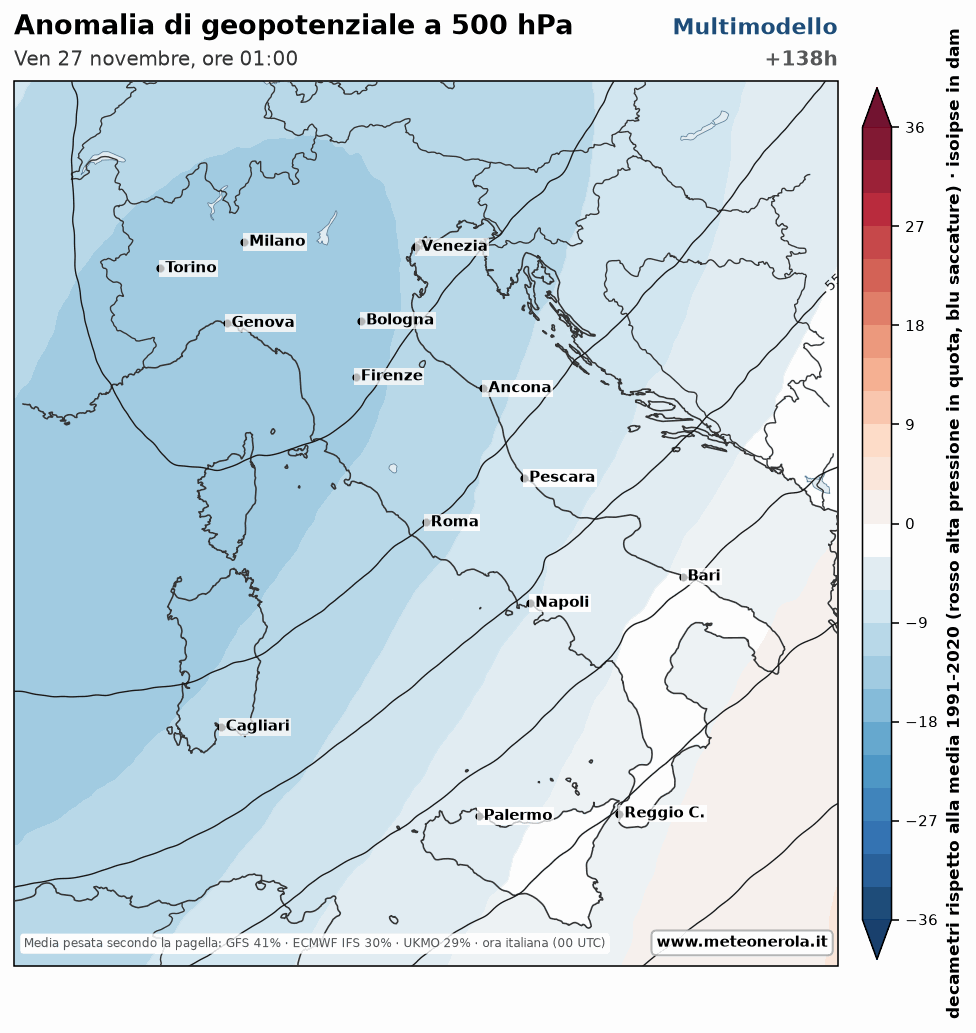 Anomalia di geopotenziale a 500 hPa
Multimodello
Ven 27 novembre, ore 01:00
+138h
Milano
Venezia
Torino
Genova
Bologna
Firenze
Ancona
Pescara
Roma
Bari
Napoli
Cagliari
Palermo
Reggio C.
36
27
18
9
0
−9
−18
−27
−36
decametri rispetto alla media 1991-2020 (rosso alta pressione in quota, blu saccature) · isoipse in dam
Media pesata secondo la pagella: GFS 41% · ECMWF IFS 30% · UKMO 29% · ora italiana (00 UTC)
www.meteonerola.it